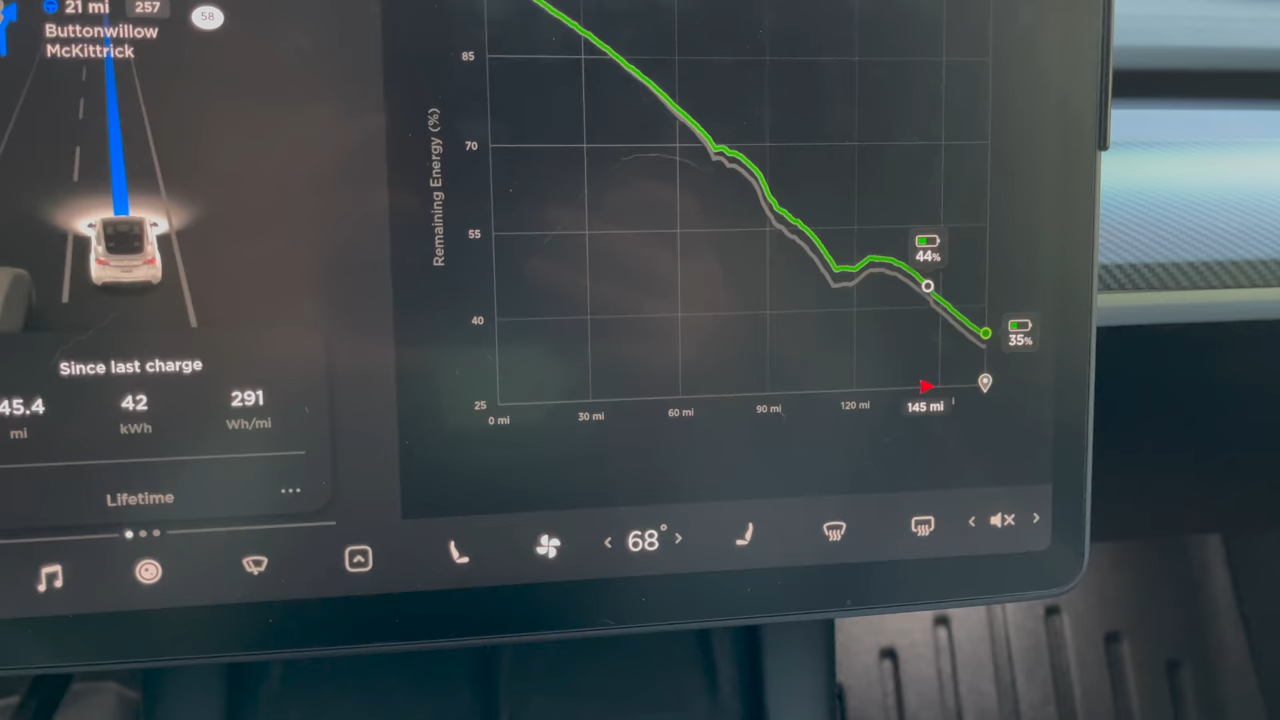 21 mi 257
58
Buttonwillow
McKittrick
Since last charge
45.4 42 291
mi kWh Wh/mi
Lifetime
Remaining Energy (%)
85
70
55
40
25
44%
35%
0 mi 30 mi 60 mi 90 mi 120 mi 145 mi
68°